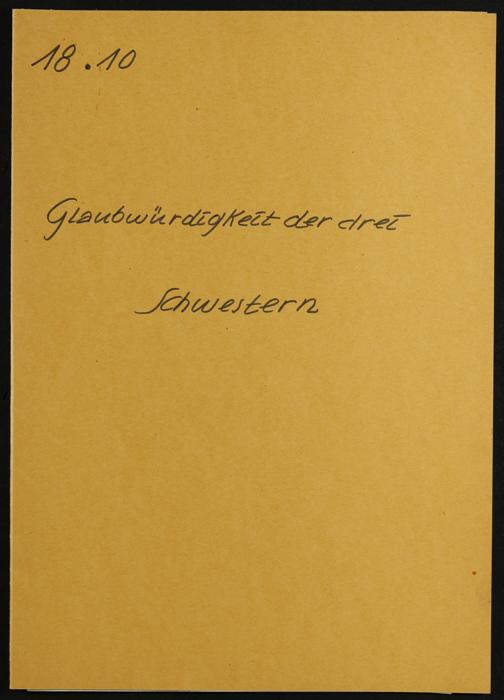 18.10
Glaubwürdigkeit der drei
Schwestern